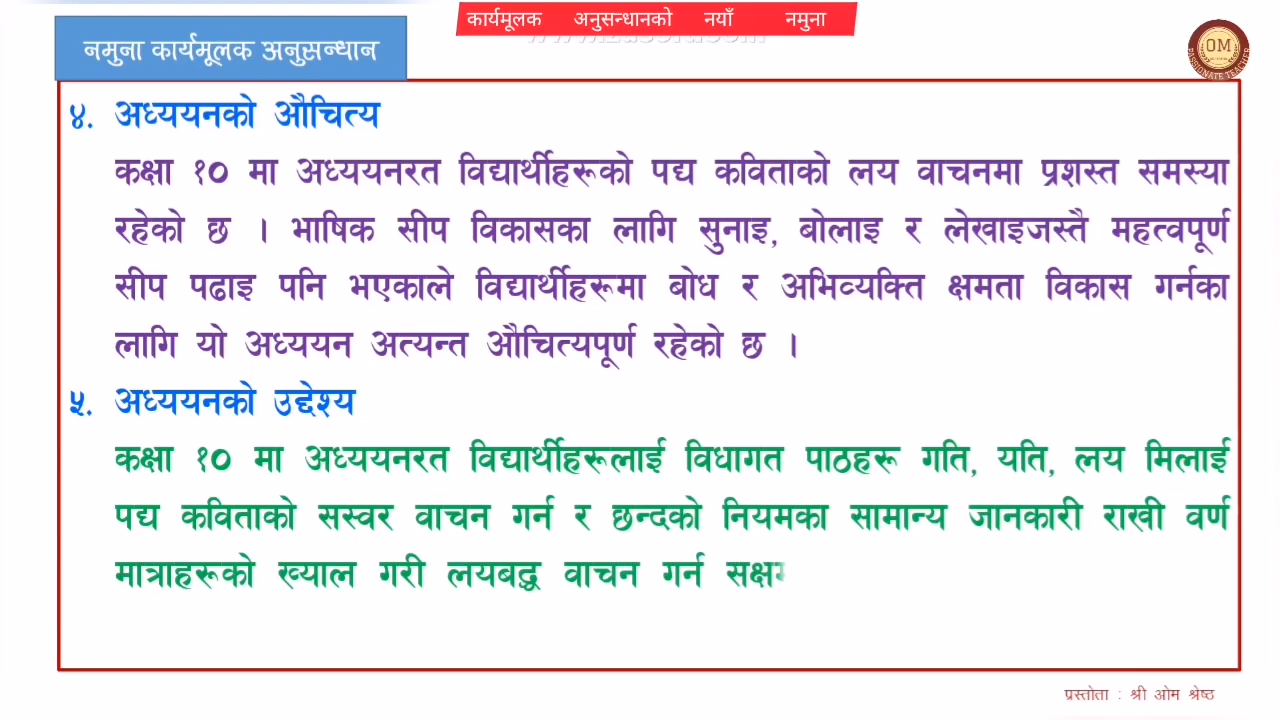 कार्यमूलक अनुसन्धानको नयाँ नमुना
नमुना कार्यमूलक अनुसन्धान
OM
PASSIONATE TEACHER
४. अध्ययनको औचित्य
कक्षा १० मा अध्ययनरत विद्यार्थीहरूको पद्य कविताको लय वाचनमा प्रशस्त समस्या
रहेको छ । भाषिक सीप विकासका लागि सुनाइ, बोलाइ र लेखाइजस्तै महत्वपूर्ण
सीप पढाइ पनि भएकाले विद्यार्थीहरूमा बोध र अभिव्यक्ति क्षमता विकास गर्नका
लागि यो अध्ययन अत्यन्त औचित्यपूर्ण रहेको छ ।
५. अध्ययनको उद्देश्य
कक्षा १० मा अध्ययनरत विद्यार्थीहरूलाई विधागत पाठहरू गति, यति, लय मिलाई
पद्य कविताको सस्वर वाचन गर्न र छन्दको नियमका सामान्य जानकारी राखी वर्ण
मात्राहरूको ख्याल गरी लयबद्ध वाचन गर्न
प्रस्तोता : श्री ओम श्रेष्ठ